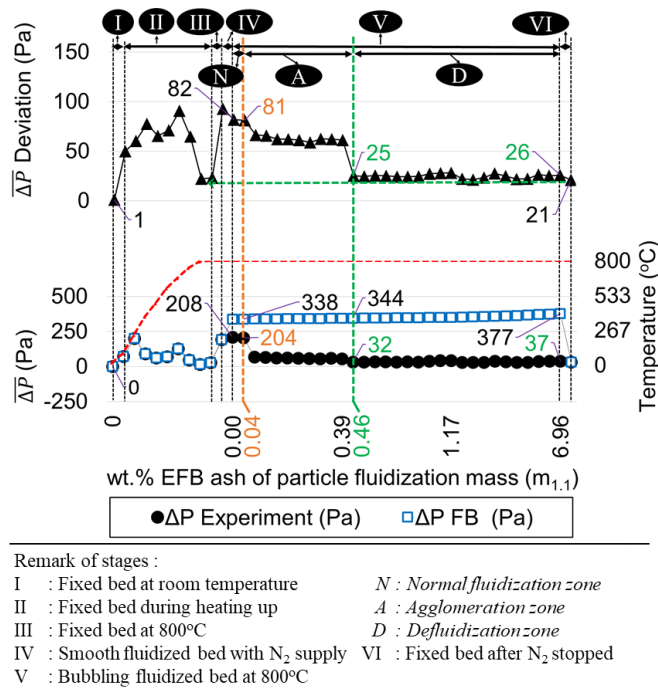 I II III IV V VI
N A D
150
100
50
0
82
81
25
26
1
21
ΔP Deviation (Pa)
800
533
267
0
Temperature (°C)
500
250
0
-250
ΔP (Pa)
208
338
344
204
32
377
37
0
0 0.00 0.04 0.39 0.46 1.17 6.96
wt.% EFB ash of particle fluidization mass (m1.1)
ΔP Experiment (Pa) ΔP FB (Pa)
Remark of stages :
I : Fixed bed at room temperature N : Normal fluidization zone
II : Fixed bed during heating up A : Agglomeration zone
III : Fixed bed at 800°C D : Defluidization zone
IV : Smooth fluidized bed with N2 supply VI : Fixed bed after N2 stopped
V : Bubbling fluidized bed at 800°C